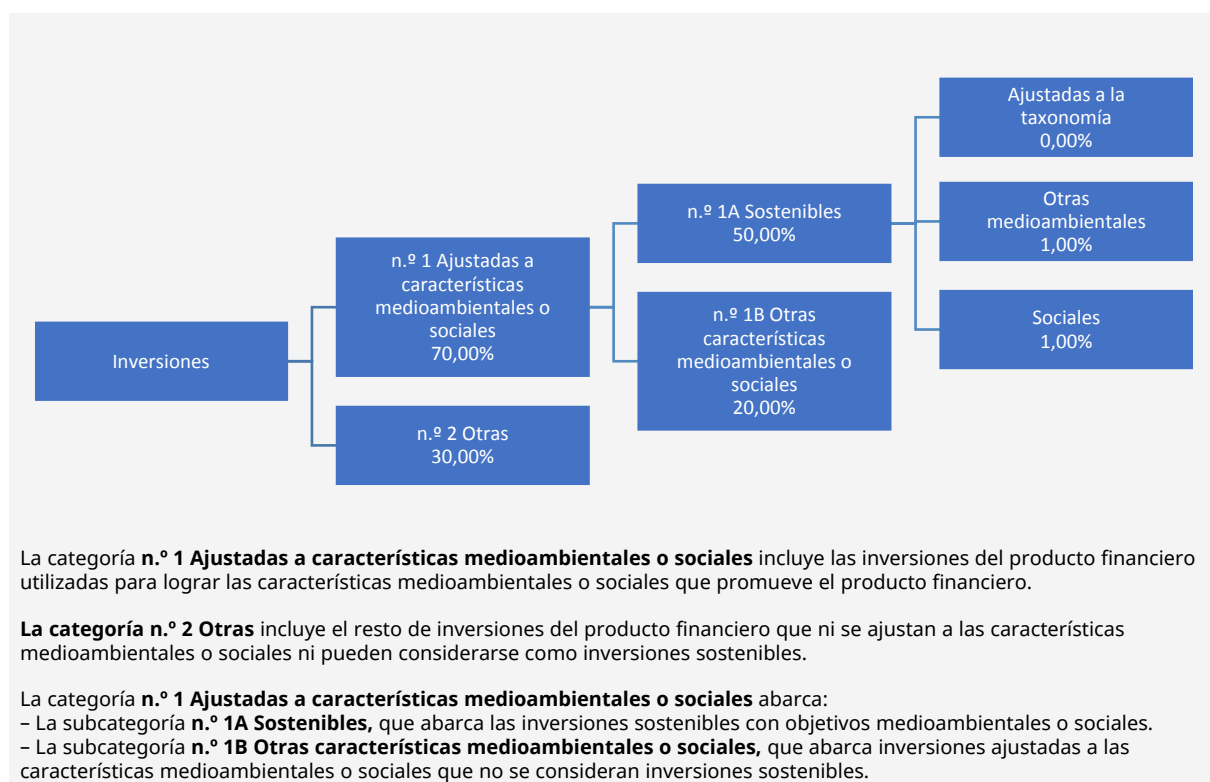 Inversiones
n.º 1 Ajustadas a
características
medioambientales o
sociales
70,00%
n.º 2 Otras
30,00%
n.º 1A Sostenibles
50,00%
n.º 1B Otras
características
medioambientales o
sociales
20,00%
Ajustadas a la
taxonomía
0,00%
Otras
medioambientales
1,00%
Sociales
1,00%
La categoría n.º 1 Ajustadas a características medioambientales o sociales incluye las inversiones del producto financiero
utilizadas para lograr las características medioambientales o sociales que promueve el producto financiero.
La categoría n.º 2 Otras incluye el resto de inversiones del producto financiero que ni se ajustan a las características
medioambientales o sociales ni pueden considerarse como inversiones sostenibles.
La categoría n.º 1 Ajustadas a características medioambientales o sociales abarca:
– La subcategoría n.º 1A Sostenibles, que abarca las inversiones sostenibles con objetivos medioambientales o sociales.
– La subcategoría n.º 1B Otras características medioambientales o sociales, que abarca inversiones ajustadas a las
características medioambientales o sociales que no se consideran inversiones sostenibles.